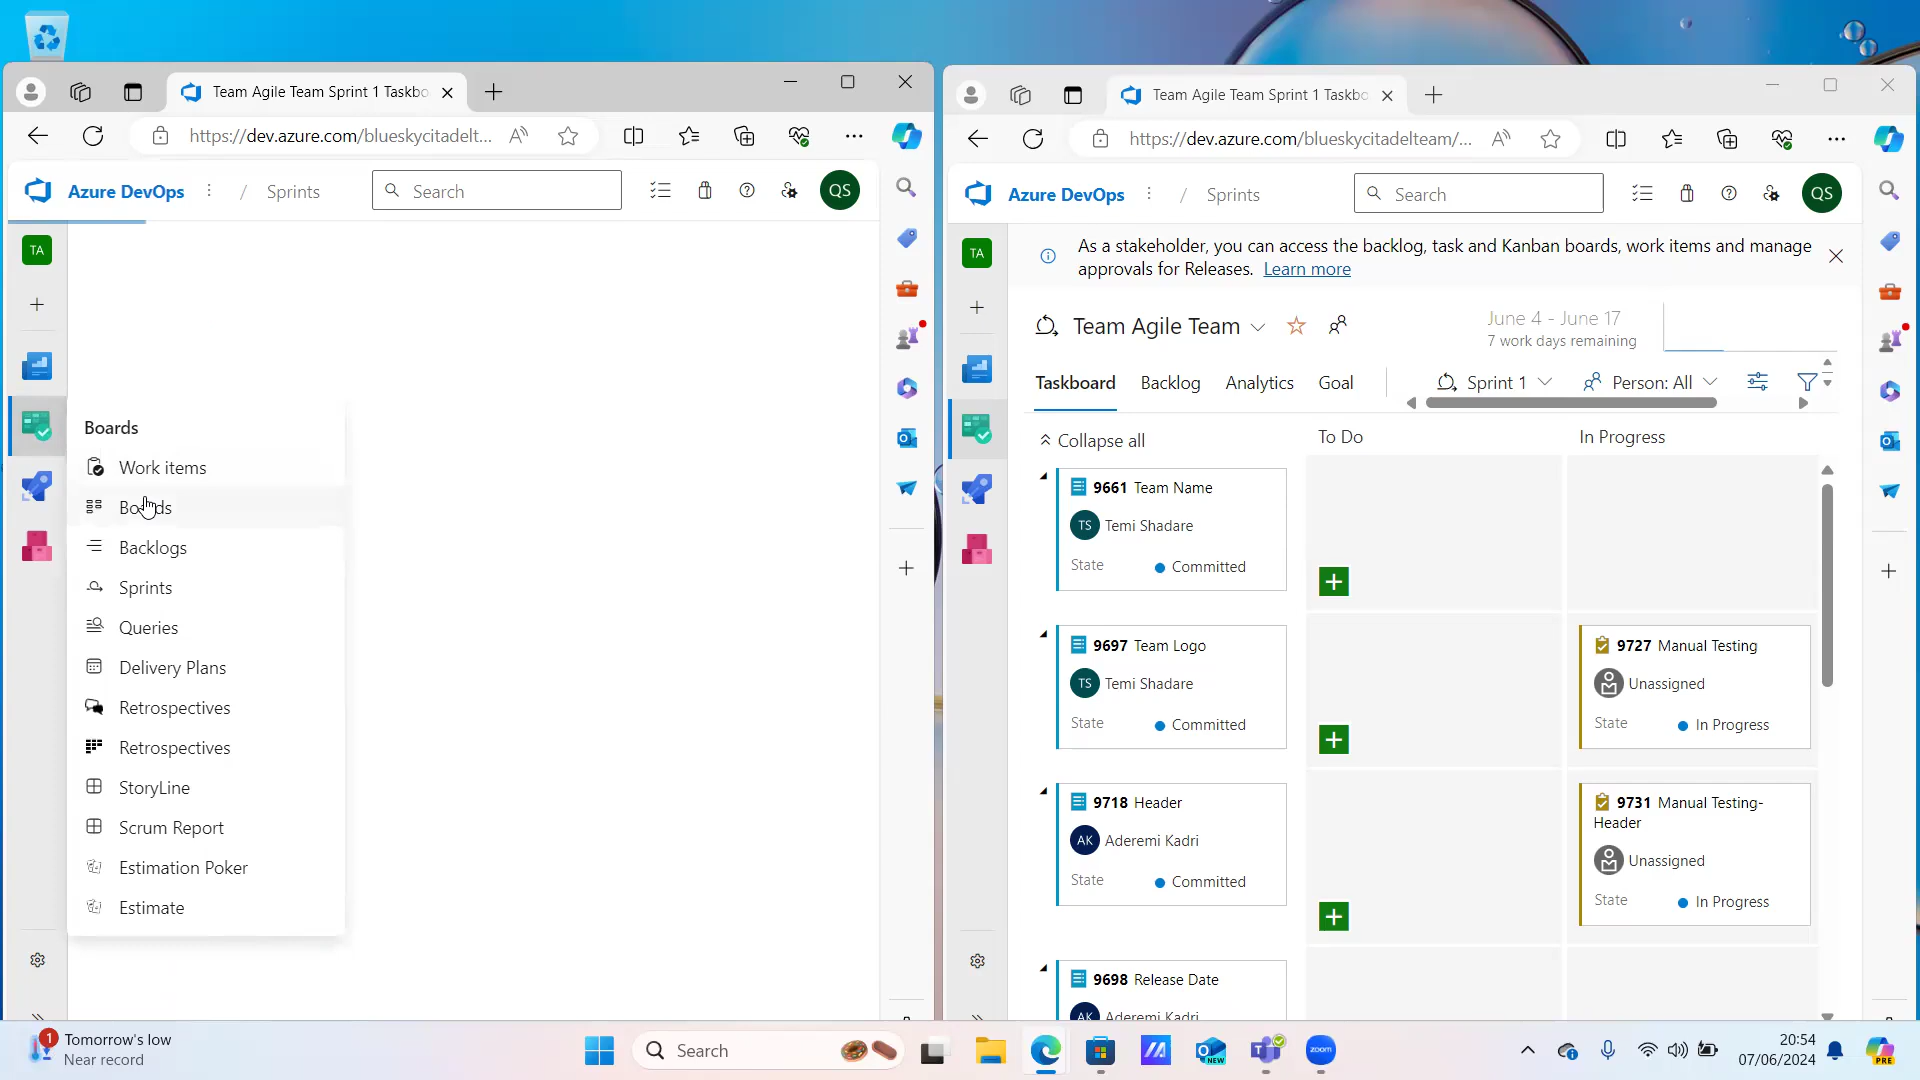 Team Agile Team Sprint 1 Taskbo
https://dev.azure.com/blueskycitadelt...
Azure DevOps
/
Sprints
Search
QS
TA
Boards
Work items
Boards
Backlogs
Sprints
Queries
Delivery Plans
Retrospectives
Retrospectives
StoryLine
Scrum Report
Estimation Poker
Estimate
Team Agile Team Sprint 1 Taskbo
https://dev.azure.com/blueskycitadelteam/...
Azure DevOps
/
Sprints
Search
QS
TA
As a stakeholder, you can access the backlog, task and Kanban boards, work items and manage
approvals for Releases. Learn more
Team Agile Team
June 4 - June 17
7 work days remaining
Taskboard
Backlog
Analytics
Goal
Sprint 1
Person: All
Collapse all
To Do
In Progress
9661 Team Name
TS Temi Shadare
State
Committed
9697 Team Logo
TS Temi Shadare
State
Committed
9727 Manual Testing
Unassigned
State
In Progress
9718 Header
AK Aderemi Kadri
State
Committed
9731 Manual Testing-
Header
Unassigned
State
In Progress
9698 Release Date
AK Aderemi Kadri
1
Tomorrow's low
Near record
Search
NEW
zoom
20:54
07/06/2024
PRE